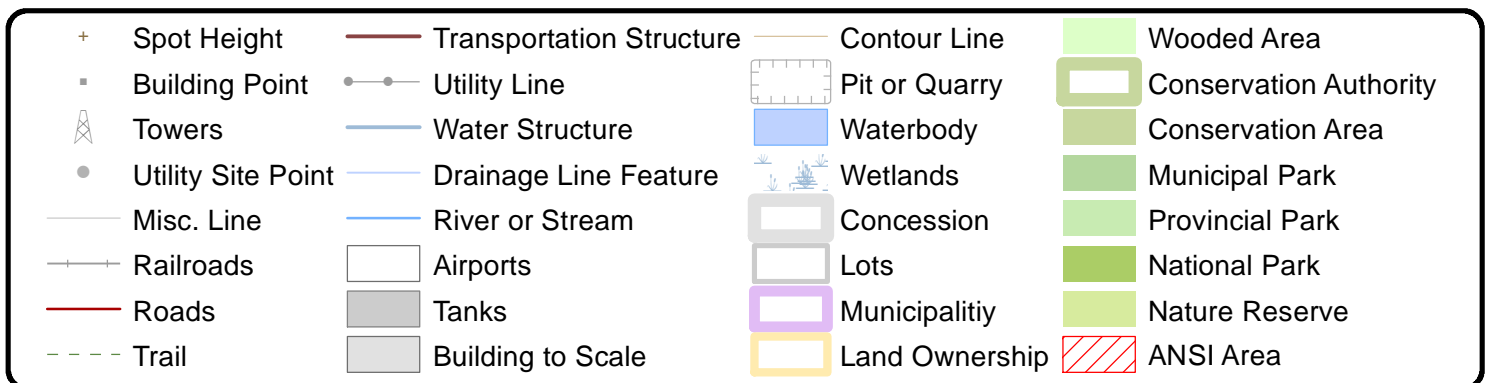 Spot Height
Building Point
Towers
Utility Site Point
Misc. Line
Railroads
Roads
Trail
Transportation Structure
Utility Line
Water Structure
Drainage Line Feature
River or Stream
Airports
Tanks
Building to Scale
Contour Line
Pit or Quarry
Waterbody
Wetlands
Concession
Lots
Municipalitiy
Land Ownership
Wooded Area
Conservation Authority
Conservation Area
Municipal Park
Provincial Park
National Park
Nature Reserve
ANSI Area